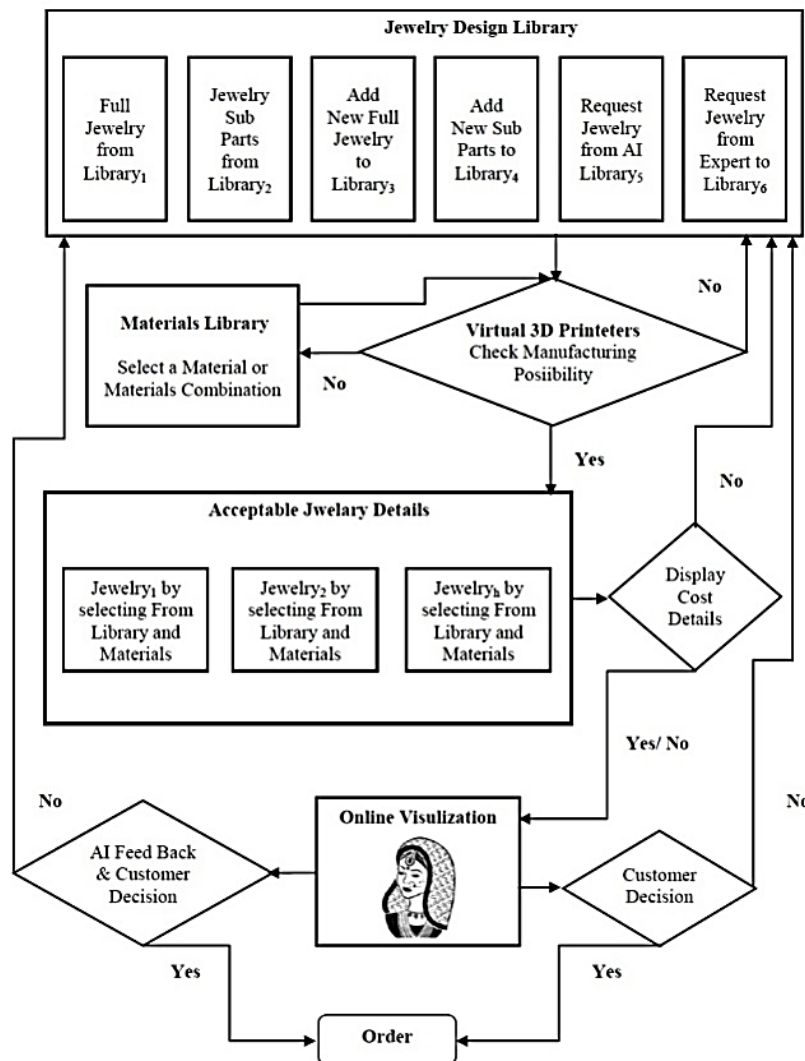 Jewelry Design Library
Full
Jewelry
from
Library₁
Jewelry
Sub
Parts
from
Library₂
Add
New Full
Jewelry
to
Library₃
Add
New Sub
Parts to
Library₄
Request
Jewelry
from AI
Library₅
Request
Jewelry
from
Expert to
Library₆
Materials Library
Select a Material or
Materials Combination
No
Virtual 3D Printeters
Check Manufacturing
Posiibility
No
Yes
Acceptable Jwelary Details
Jewelry₁ by
selecting From
Library and
Materials
Jewelry₂ by
selecting From
Library and
Materials
Jewelryₕ by
selecting From
Library and
Materials
No
Display
Cost
Details
Yes/ No
No
AI Feed Back
& Customer
Decision
Online Visulization
Customer
Decision
No
Yes
Yes
Order